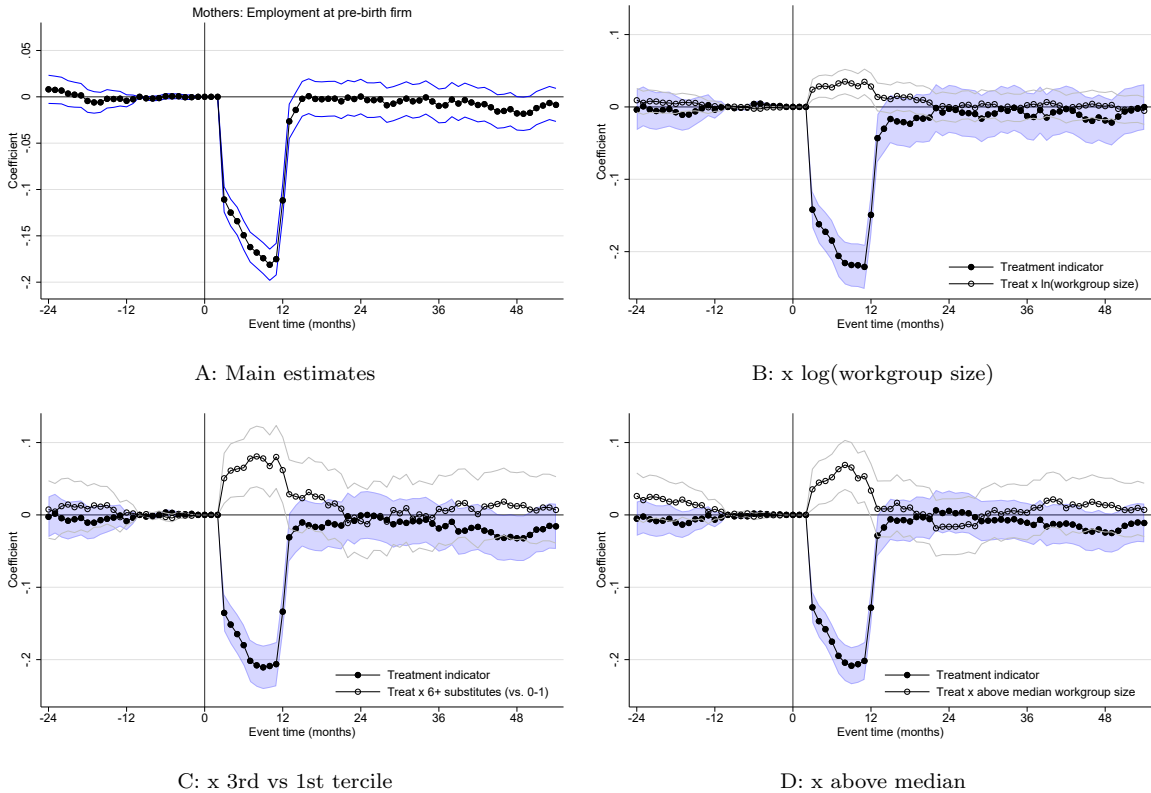 Mothers: Employment at pre-birth firm
.05
0
.05
-.1
-.15
-.2
Coefficient
-24 -12 0 12 24 36 48
Event time (months)
A: Main estimates
.1
0
-.1
-.2
Coefficient
Treatment indicator
Treat x ln(workgroup size)
-24 -12 0 12 24 36 48
Event time (months)
B: x log(workgroup size)
.1
0
-.1
-.2
Coefficient
Treatment indicator
Treat x 6+ substitutes (vs. 0-1)
-24 -12 0 12 24 36 48
Event time (months)
C: x 3rd vs 1st tercile
.1
0
-.1
-.2
Coefficient
Treatment indicator
Treat x above median workgroup size
-24 -12 0 12 24 36 48
Event time (months)
D: x above median